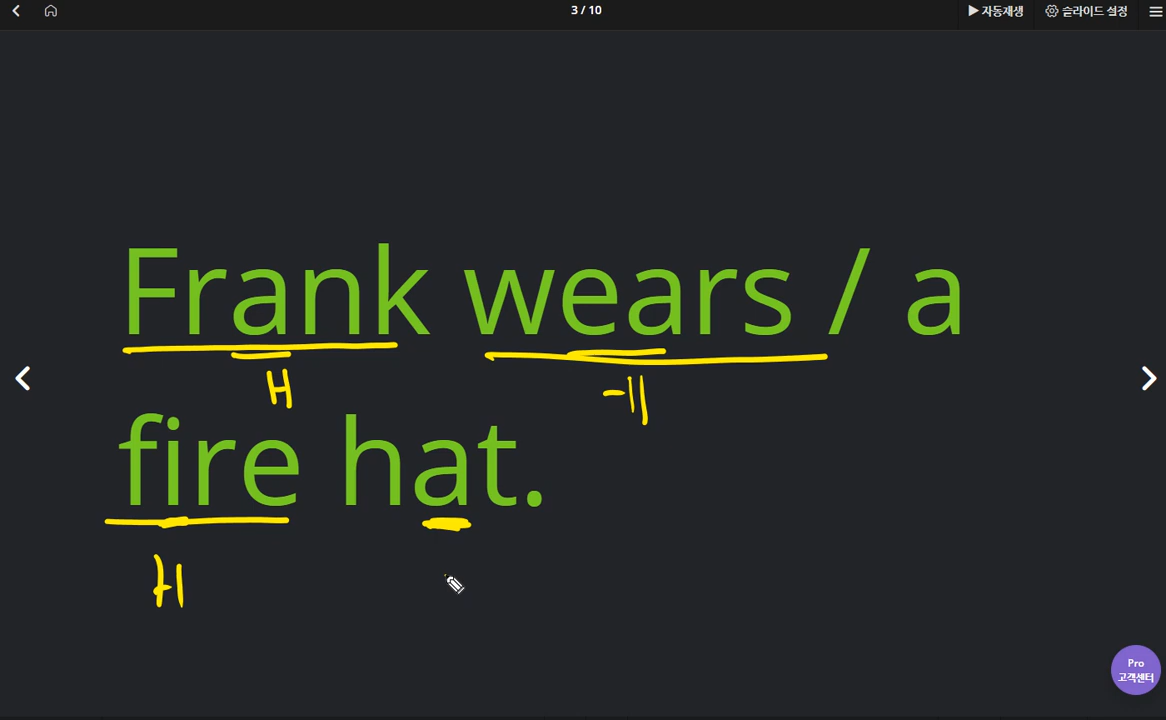 3 / 10
▶ 자동재생
슬라이드 설정
Frank wears / a
ㅐ ㅔ
fire hat.
Pro
고객센터